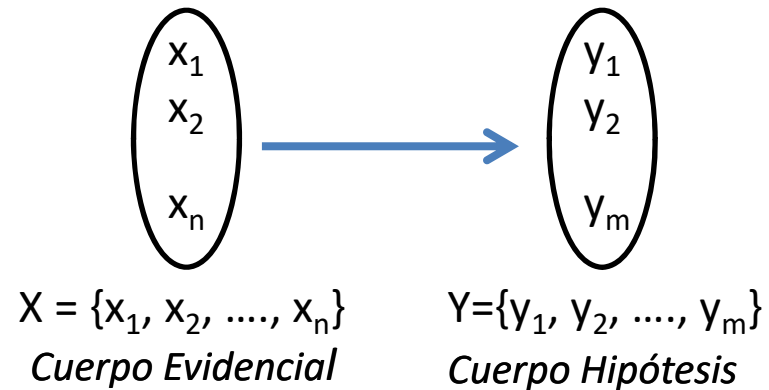 x₁ y₁
x₂ y₂
xₙ yₘ
X = {x₁, x₂, ...., xₙ} Y={y₁, y₂, ...., yₘ}
Cuerpo Evidencial Cuerpo Hipótesis